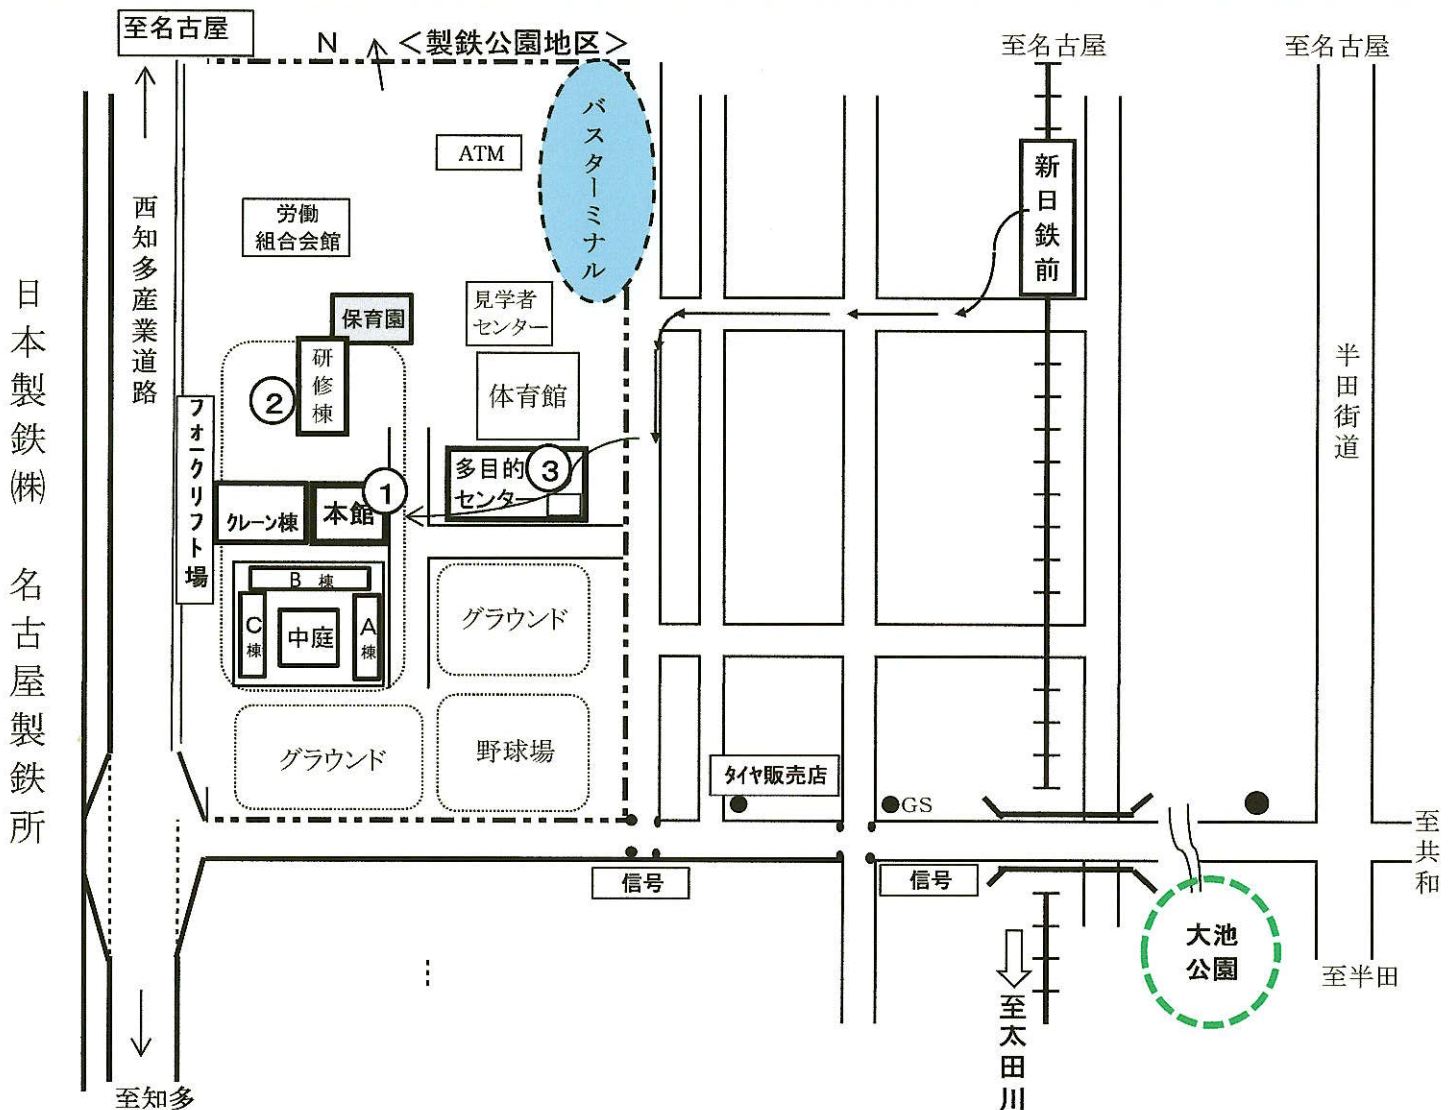 至名古屋
N
＜製鉄公園地区＞
至名古屋
至名古屋
バスターミナル
ATM
新日鉄前
西知多産業道路
労働
組合会館
日本製鉄㈱　名古屋製鉄所
見学者
センター
保育園
研修棟
②
体育館
半田街道
フォークリフト場
多目的
センター
③
①
クレーン棟
本館
B 棟
C棟
中庭
A棟
グラウンド
グラウンド
野球場
タイヤ販売店
GS
至共和
信号
信号
大池
公園
至半田
至太田川
至知多